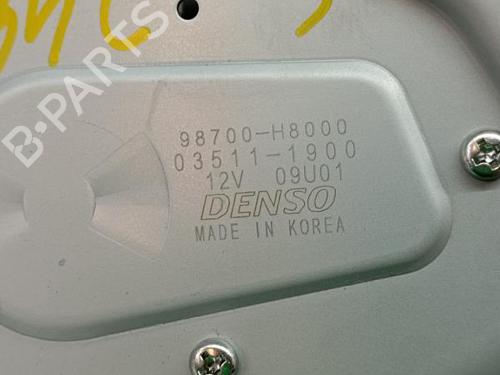 B-PARTS
98700-H8000
03511-1900
12V 09U01
DENSO
MADE IN KOREA